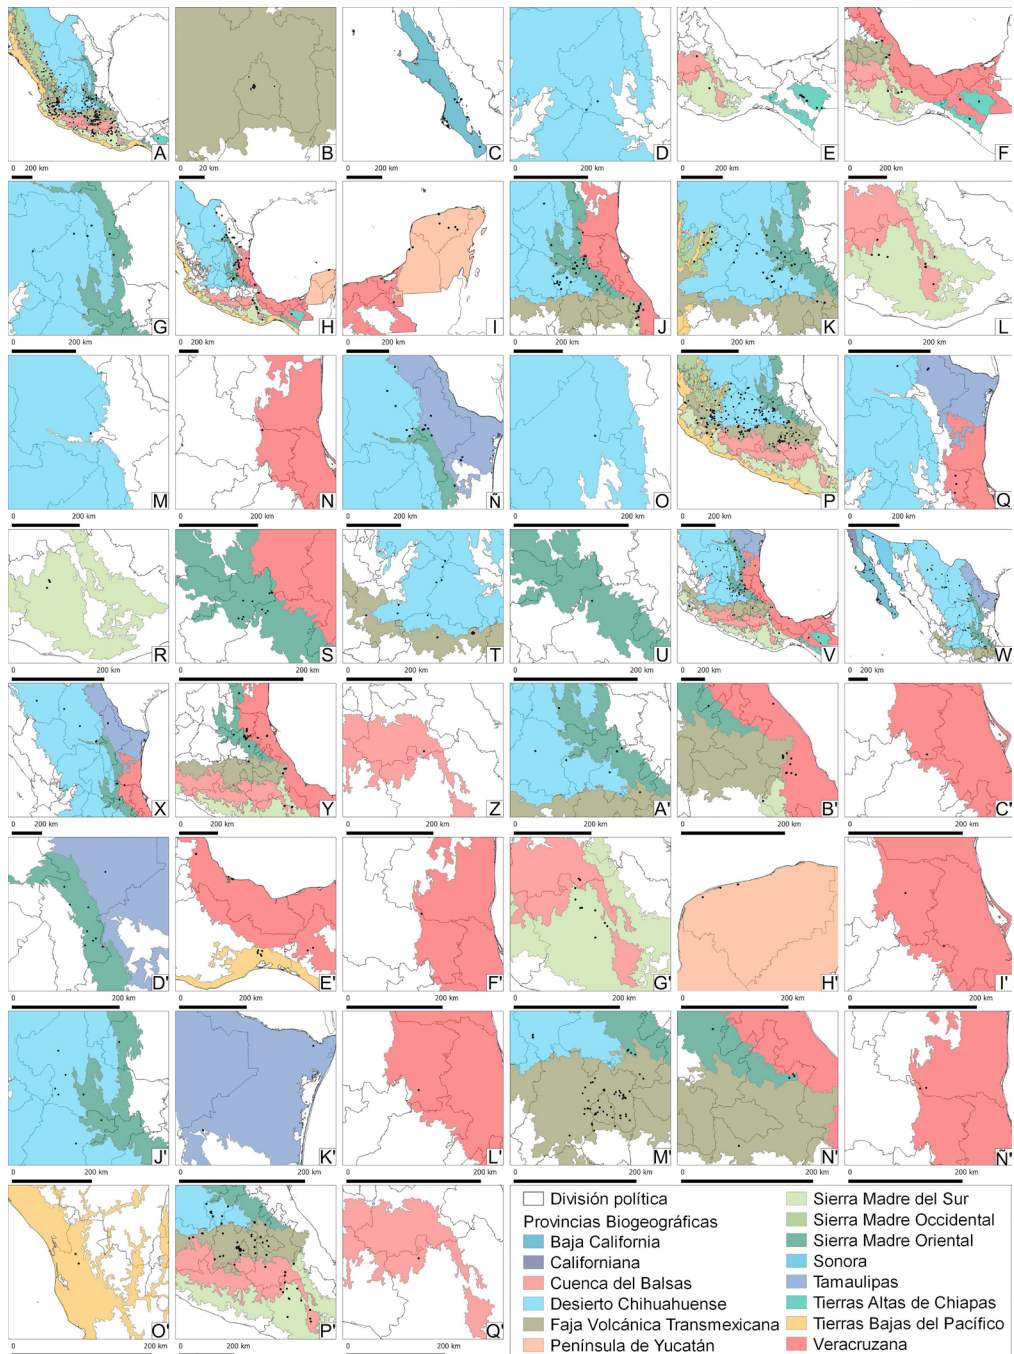 A
B
C
D
E
F
0 200 km
0 20 km
0 200 km
0 200 km
0 200 km
0 200 km
G
H
I
J
K
L
0 200 km
0 200 km
0 200 km
0 200 km
0 200 km
0 200 km
M
N
Ñ
O
P
Q
0 200 km
0 200 km
0 200 km
0 200 km
0 200 km
0 200 km
R
S
T
U
V
W
0 200 km
0 200 km
0 200 km
0 200 km
0 200 km
0 200 km
X
Y
Z
A'
B'
C'
0 200 km
0 200 km
0 200 km
0 200 km
0 200 km
0 200 km
D'
E'
F'
G'
H'
I'
0 200 km
0 200 km
0 200 km
0 200 km
0 200 km
0 200 km
J'
K'
L'
M'
N'
Ñ'
0 200 km
0 200 km
0 200 km
0 200 km
0 200 km
0 200 km
O'
P'
Q'
División política
Provincias Biogeográficas
Baja California
Californiana
Cuenca del Balsas
Desierto Chihuahuense
Faja Volcánica Transmexicana
Península de Yucatán
Sierra Madre del Sur
Sierra Madre Occidental
Sierra Madre Oriental
Sonora
Tamaulipas
Tierras Altas de Chiapas
Tierras Bajas del Pacífico
Veracruzana